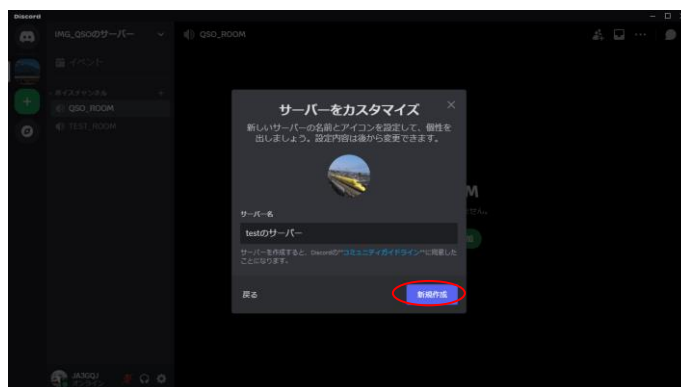 Discord
IMG_QSOのサーバー
QSO_ROOM
イベント
ボイスチャンネル
QSO_ROOM
TEST_ROOM
サーバーをカスタマイズ
新しいサーバーの名前とアイコンを設定して、個性を
出しましょう。設定内容は後から変更できます。
サーバー名
testのサーバー
サーバーを作成すると、Discordの"コミュニティガイドライン"に同意した
ことになります。
戻る
新規作成
JA3GQJ
オンライン